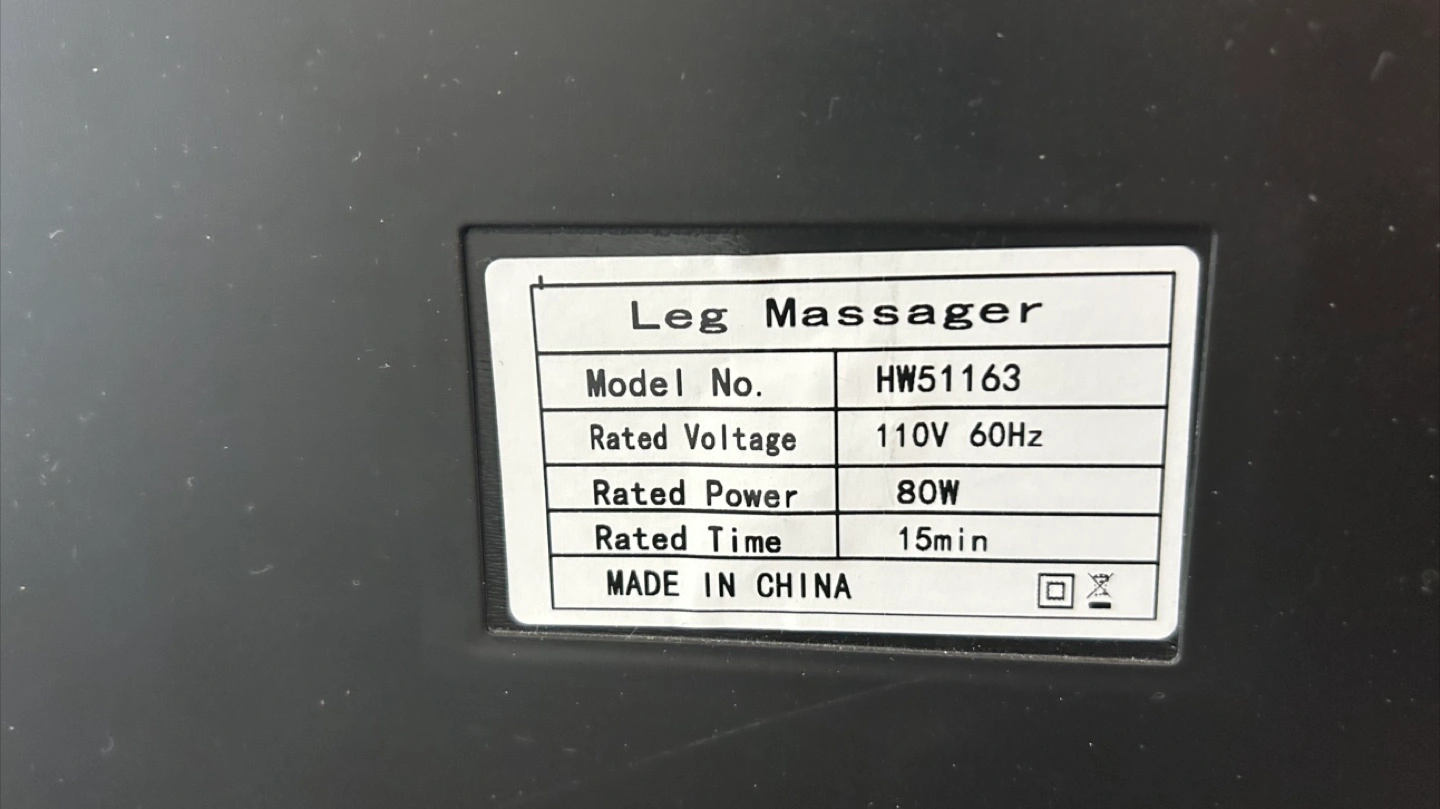 Leg Massager
Model No. HW51163
Rated Voltage 110V 60Hz
Rated Power 80W
Rated Time 15min
MADE IN CHINA